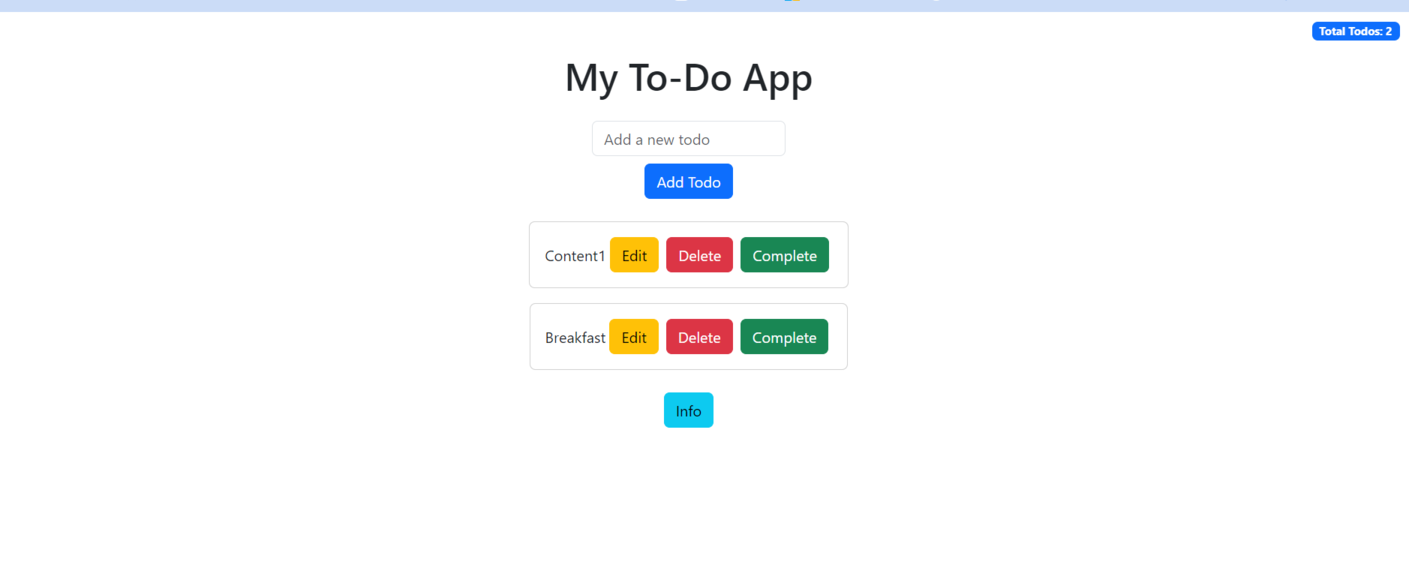 Total Todos: 2
My To-Do App
Add a new todo
Add Todo
Content1 Edit Delete Complete
Breakfast Edit Delete Complete
Info